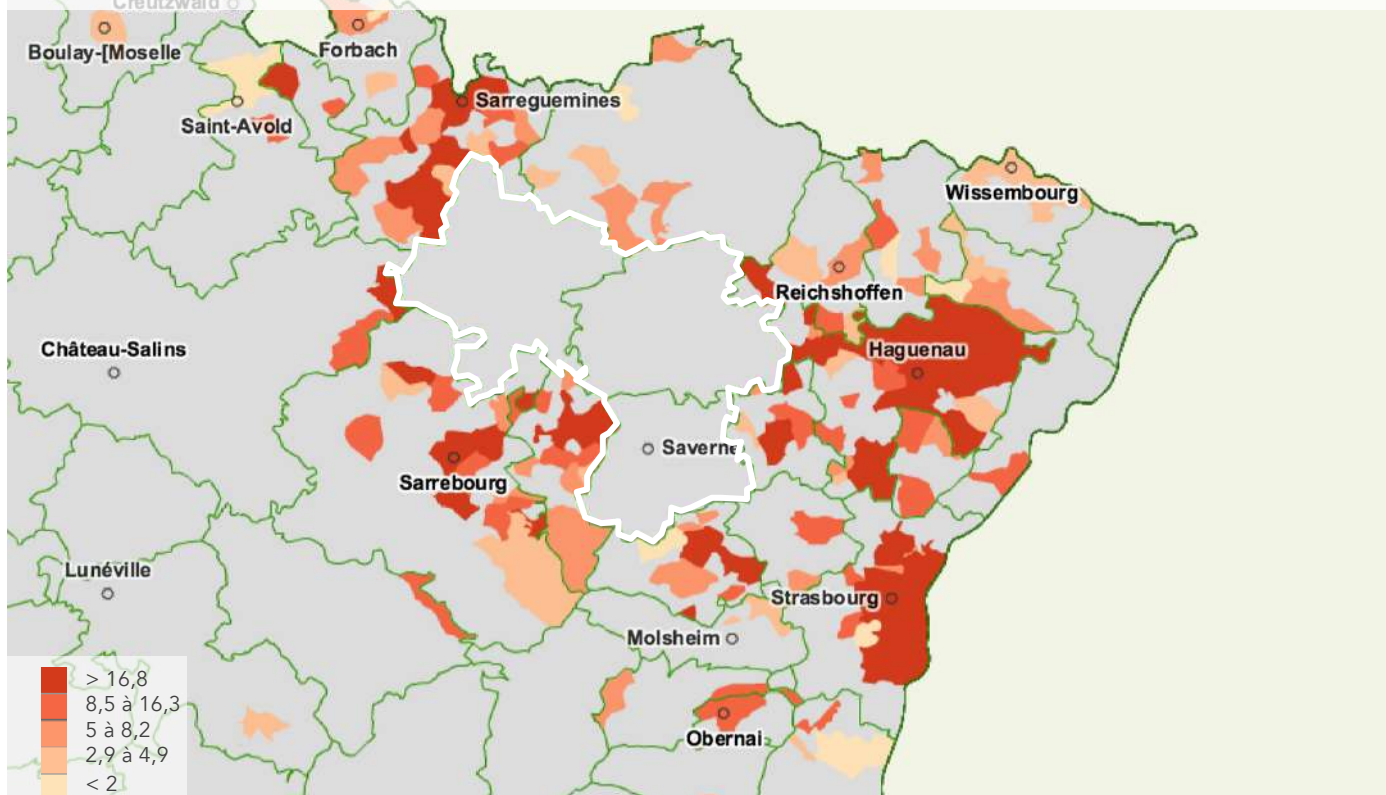 Creutzwald
Boulay-[Moselle
Forbach
Sarreguemines
Saint-Avold
Wissembourg
Reichshoffen
Château-Salins
Haguenau
Saverne
Sarrebourg
Lunéville
Strasbourg
Molsheim
Obernai
> 16,8
8,5 à 16,3
5 à 8,2
2,9 à 4,9
< 2